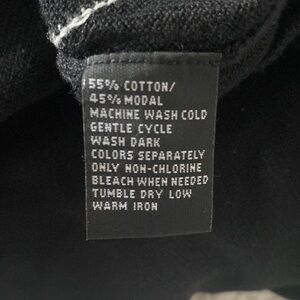 55% COTTON/
45% MODAL
MACHINE WASH COLD
GENTLE CYCLE
WASH DARK
COLORS SEPARATELY
ONLY NON-CHLORINE
BLEACH WHEN NEEDED
TUMBLE DRY LOW
WARM IRON